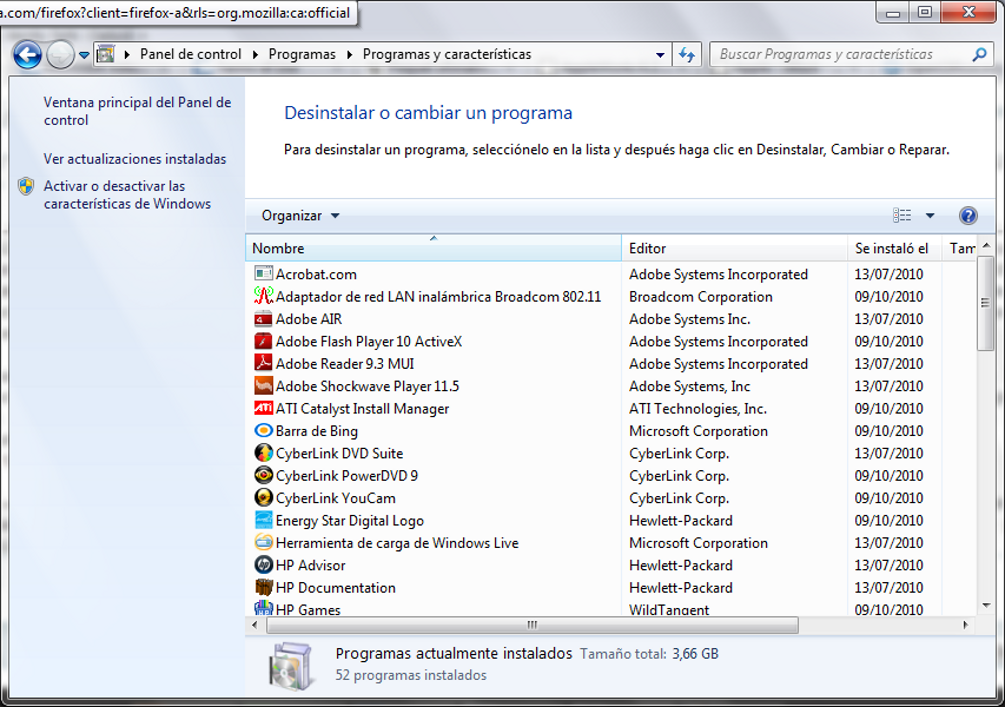 a.com/firefox?client=firefox-a&rls=org.mozilla:ca:official
Panel de control Programas Programas y características
Buscar Programas y características
Ventana principal del Panel de
control
Ver actualizaciones instaladas
Activar o desactivar las
características de Windows
Desinstalar o cambiar un programa
Para desinstalar un programa, selecciónelo en la lista y después haga clic en Desinstalar, Cambiar o Reparar.
Organizar
Nombre Editor Se instaló el Tam
Acrobat.com Adobe Systems Incorporated 13/07/2010
Adaptador de red LAN inalámbrica Broadcom 802.11 Broadcom Corporation 09/10/2010
Adobe AIR Adobe Systems Inc. 13/07/2010
Adobe Flash Player 10 ActiveX Adobe Systems Incorporated 09/10/2010
Adobe Reader 9.3 MUI Adobe Systems Incorporated 13/07/2010
Adobe Shockwave Player 11.5 Adobe Systems, Inc 13/07/2010
ATI Catalyst Install Manager ATI Technologies, Inc. 09/10/2010
Barra de Bing Microsoft Corporation 09/10/2010
CyberLink DVD Suite CyberLink Corp. 13/07/2010
CyberLink PowerDVD 9 CyberLink Corp. 09/10/2010
CyberLink YouCam CyberLink Corp. 09/10/2010
Energy Star Digital Logo Hewlett-Packard 09/10/2010
Herramienta de carga de Windows Live Microsoft Corporation 13/07/2010
HP Advisor Hewlett-Packard 13/07/2010
HP Documentation Hewlett-Packard 13/07/2010
HP Games WildTangent 09/10/2010
Programas actualmente instalados Tamaño total: 3,66 GB
52 programas instalados